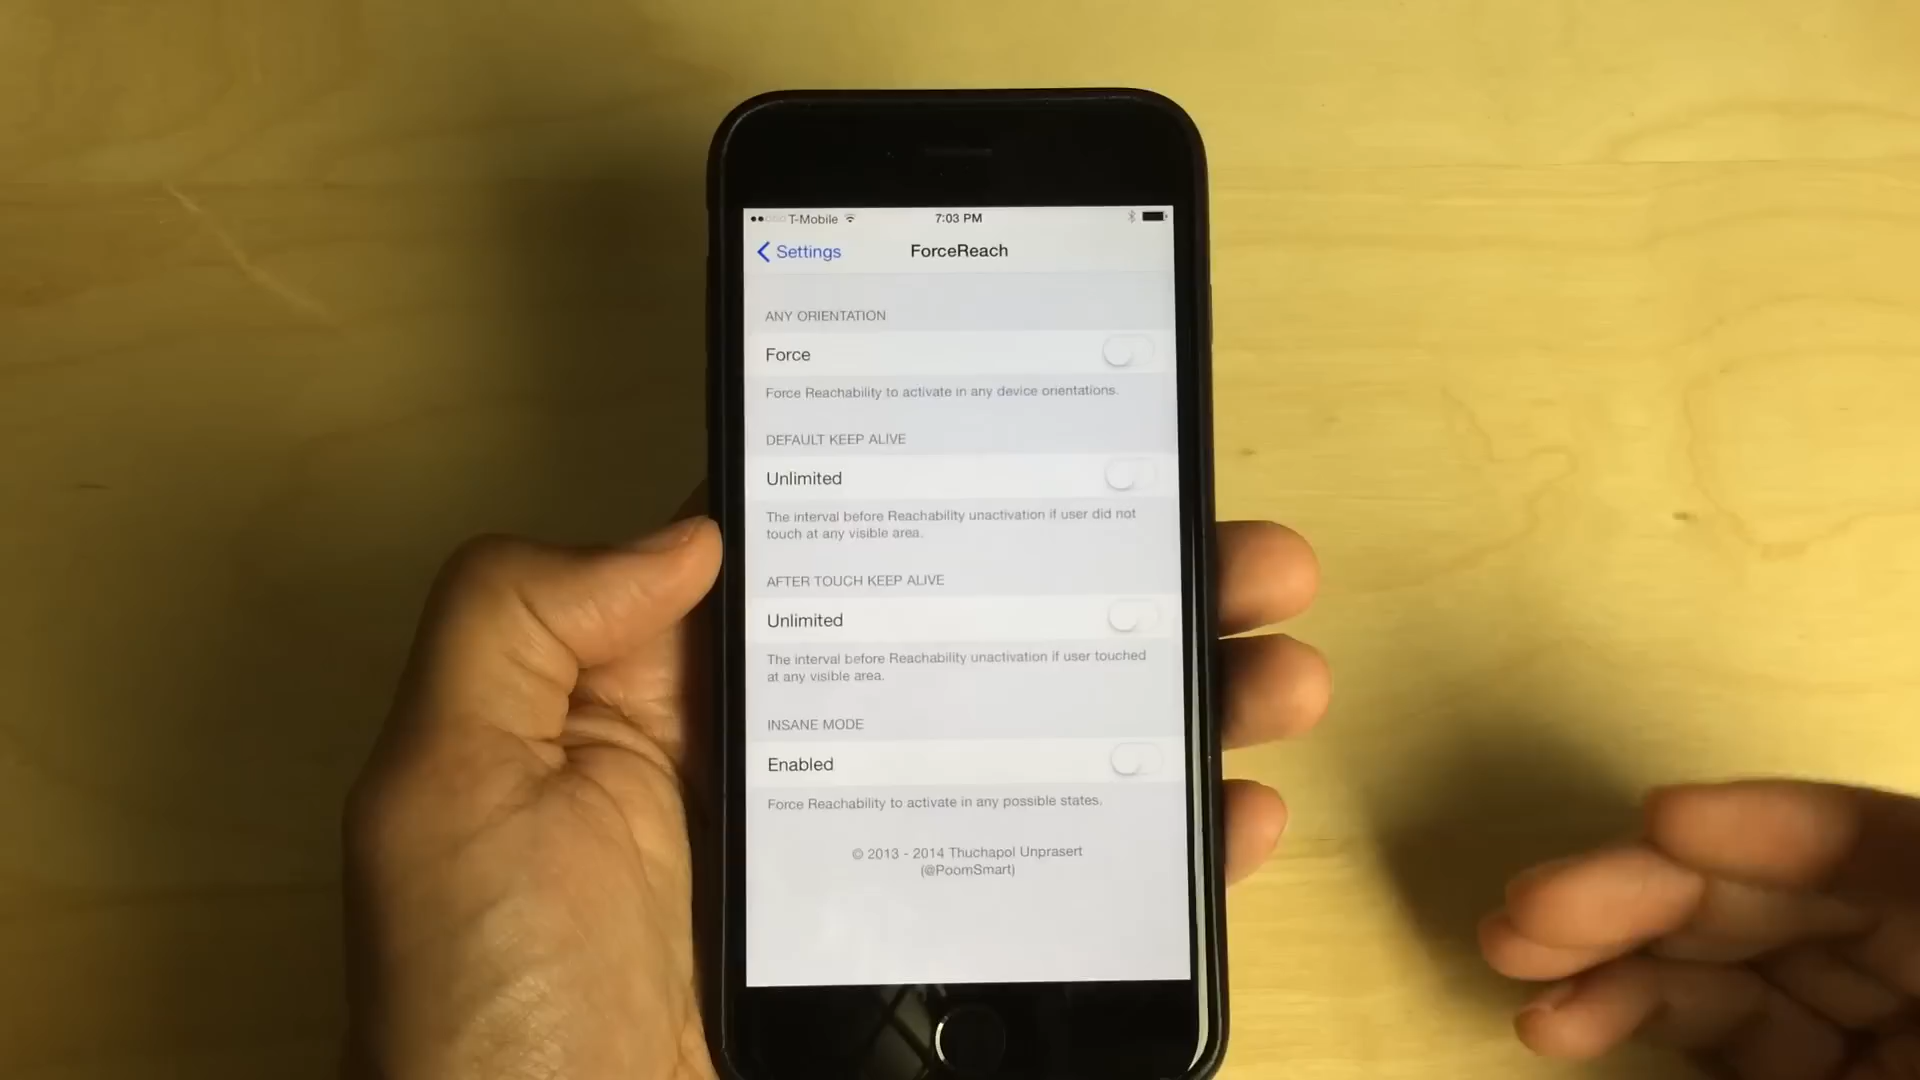 T-Mobile 7:03 PM
Settings ForceReach
ANY ORIENTATION
Force
Force Reachability to activate in any device orientations.
DEFAULT KEEP ALIVE
Unlimited
The interval before Reachability unactivation if user did not
touch at any visible area.
AFTER TOUCH KEEP ALIVE
Unlimited
The interval before Reachability unactivation if user touched
at any visible area.
INSANE MODE
Enabled
Force Reachability to activate in any possible states.
© 2013 - 2014 Thuchapol Unprasert
(@PoomSmart)